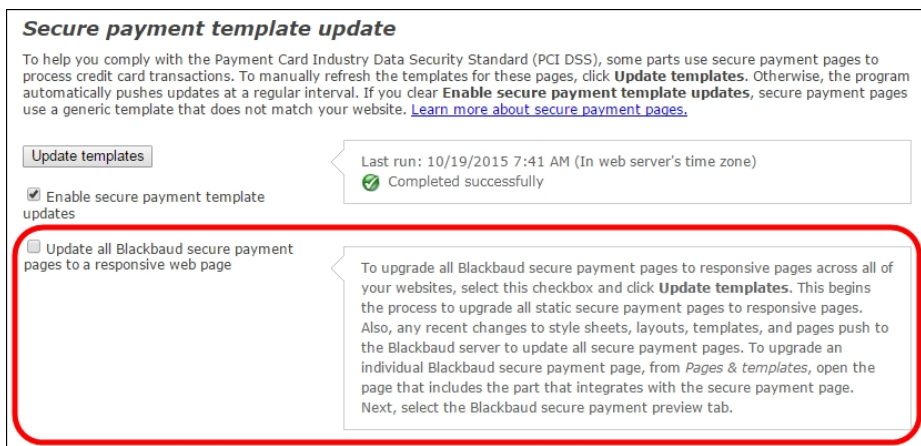 Secure payment template update
To help you comply with the Payment Card Industry Data Security Standard (PCI DSS), some parts use secure payment pages to
process credit card transactions. To manually refresh the templates for these pages, click Update templates. Otherwise, the program
automatically pushes updates at a regular interval. If you clear Enable secure payment template updates, secure payment pages
use a generic template that does not match your website. Learn more about secure payment pages.
Update templates
Last run: 10/19/2015 7:41 AM (In web server's time zone)
Completed successfully
Enable secure payment template
updates
Update all Blackbaud secure payment
pages to a responsive web page
To upgrade all Blackbaud secure payment pages to responsive pages across all of
your websites, select this checkbox and click Update templates. This begins
the process to upgrade all static secure payment pages to responsive pages.
Also, any recent changes to style sheets, layouts, templates, and pages push to
the Blackbaud server to update all secure payment pages. To upgrade an
individual Blackbaud secure payment page, from Pages & templates, open the
page that includes the part that integrates with the secure payment page.
Next, select the Blackbaud secure payment preview tab.